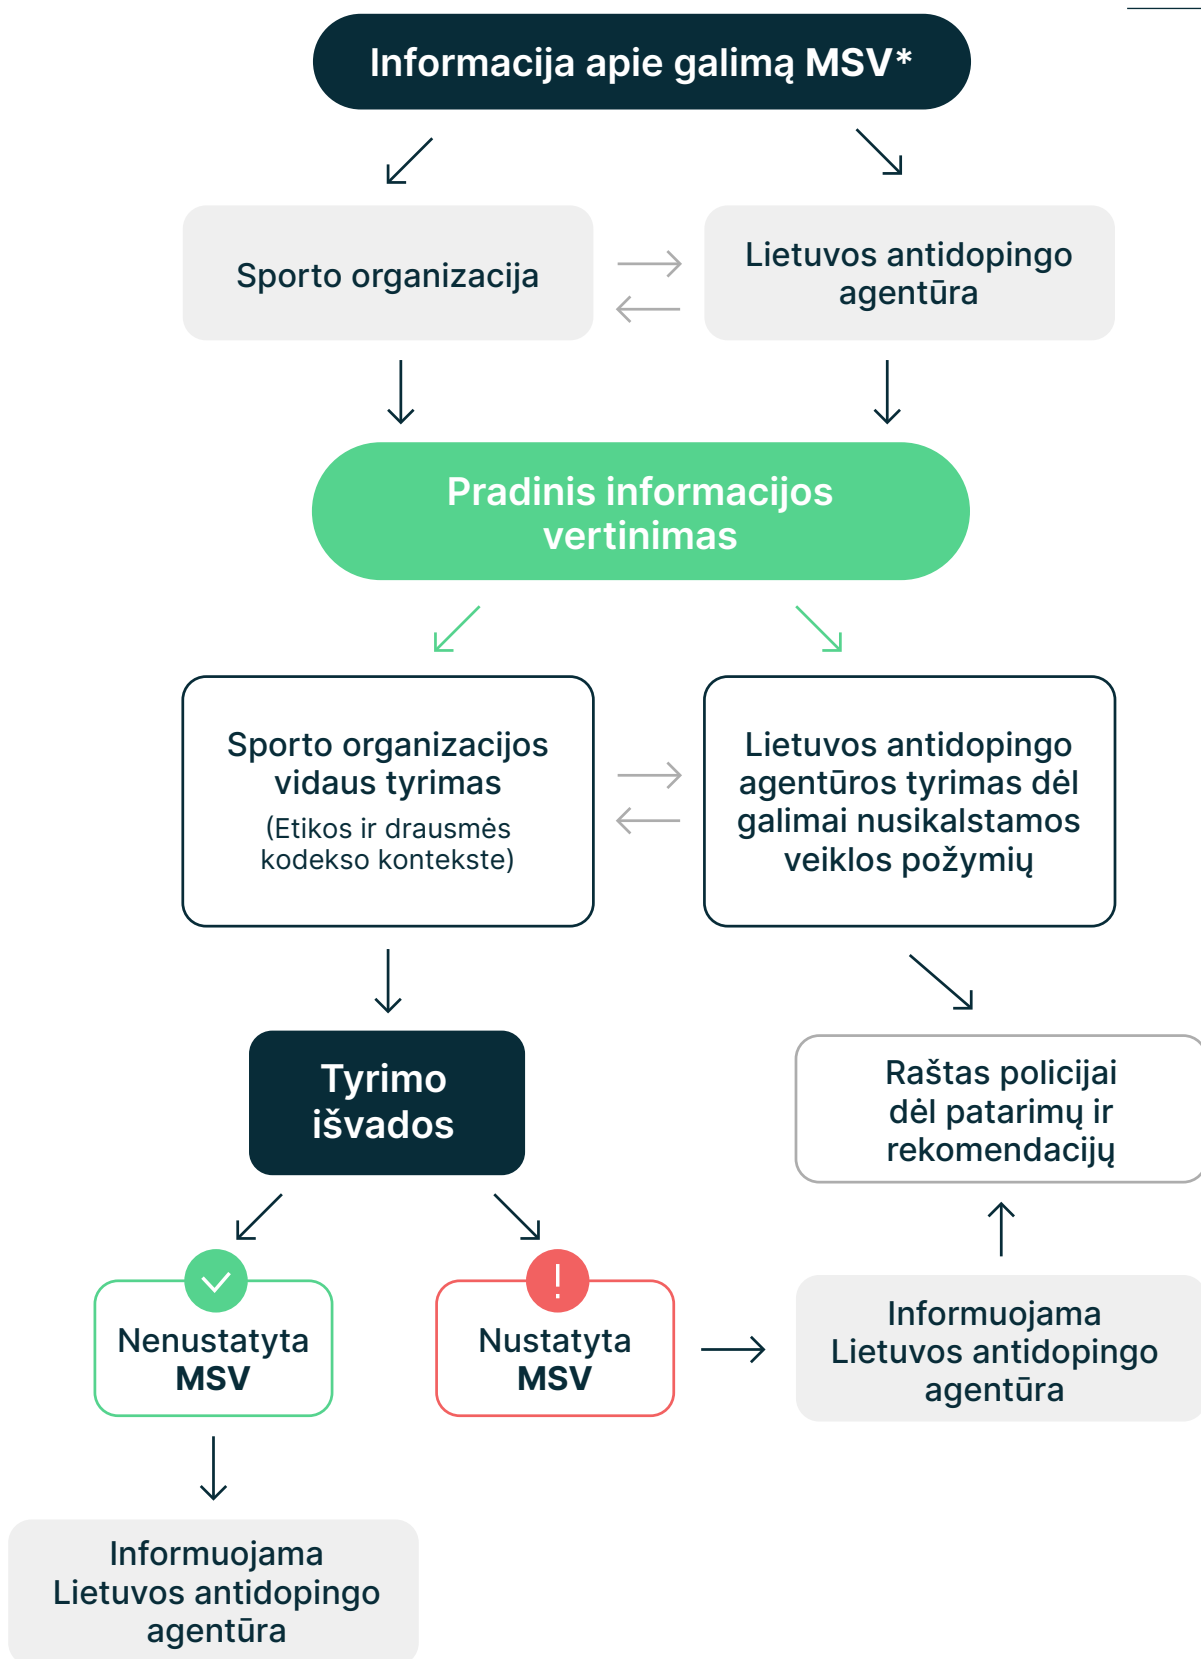 Informacija apie galimą MSV*
Sporto organizacija
Lietuvos antidopingo
agentūra
Pradinis informacijos
vertinimas
Sporto organizacijos
vidaus tyrimas
(Etikos ir drausmės
kodekso kontekste)
Lietuvos antidopingo
agentūros tyrimas dėl
galimai nusikalstamos
veiklos požymių
Tyrimo
išvados
Raštas policijai
dėl patarimų ir
rekomendacijų
Nenustatyta
MSV
Nustatyta
MSV
Informuojama
Lietuvos antidopingo
agentūra
Informuojama
Lietuvos antidopingo
agentūra